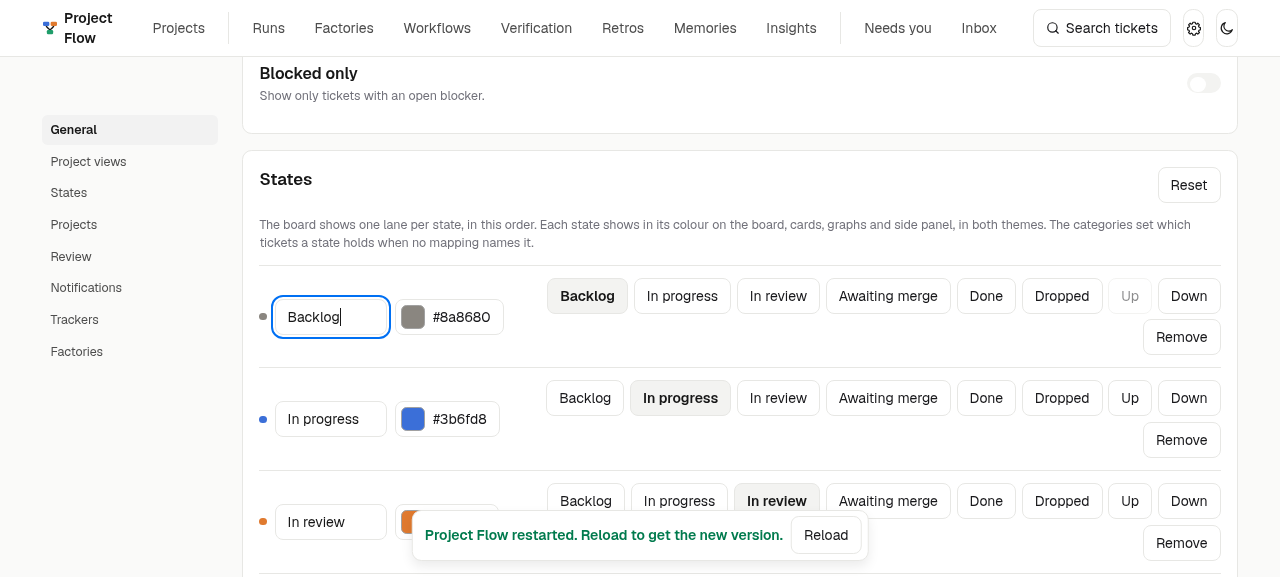 Project Flow
Projects
Runs
Factories
Workflows
Verification
Retros
Memories
Insights
Needs you
Inbox
Search tickets
General
Project views
States
Projects
Review
Notifications
Trackers
Factories
Blocked only
Show only tickets with an open blocker.
States
Reset
The board shows one lane per state, in this order. Each state shows in its colour on the board, cards, graphs and side panel, in both themes. The categories set which
tickets a state holds when no mapping names it.
Backlog
#8a8680
Backlog
In progress
In review
Awaiting merge
Done
Dropped
Up
Down
Remove
In progress
#3b6fd8
Backlog
In progress
In review
Awaiting merge
Done
Dropped
Up
Down
Remove
In review
Backlog
In progress
In review
Awaiting merge
Done
Dropped
Up
Down
Remove
Project Flow restarted. Reload to get the new version.
Reload